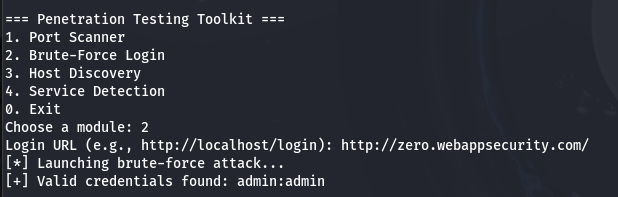 === Penetration Testing Toolkit ===
1. Port Scanner
2. Brute-Force Login
3. Host Discovery
4. Service Detection
0. Exit
Choose a module: 2
Login URL (e.g., http://localhost/login): http://zero.webappsecurity.com/
[*] Launching brute-force attack...
[+] Valid credentials found: admin:admin